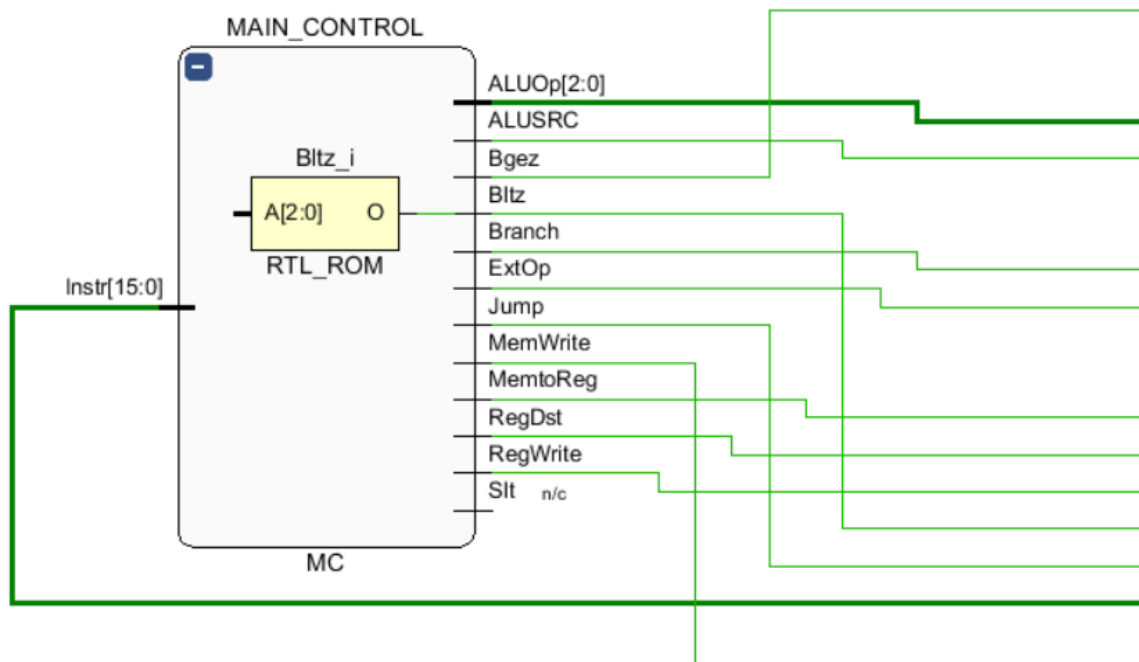 MAIN_CONTROL
ALUOp[2:0]
ALUSRC
Bltz_i
Bgez
A[2:0] O
Bltz
Branch
RTL_ROM
ExtOp
Instr[15:0]
Jump
MemWrite
MemtoReg
RegDst
RegWrite
Slt n/c
MC